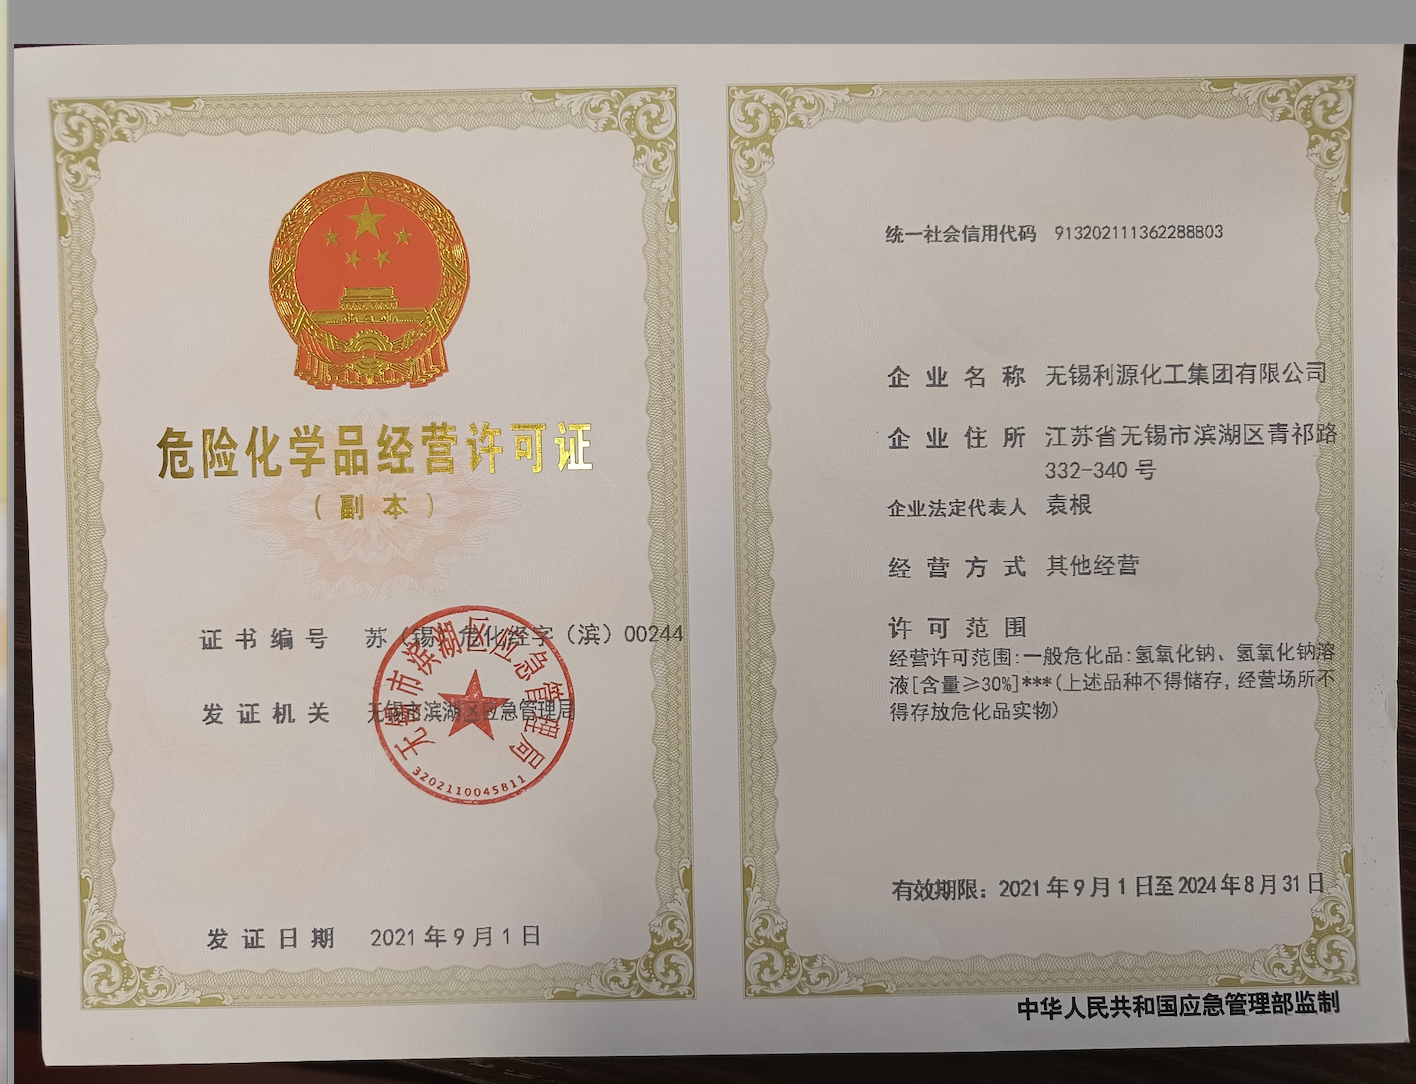 危险化学品经营许可证
（副本）
证书编号 苏（锡）危化经字（滨）00244
发证机关 无锡市滨湖区应急管理局
无锡市滨湖区应急管理局
3202110045811
发证日期 2021年9月1日
统一社会信用代码 913202111362288803
企业名称 无锡利源化工集团有限公司
企业住所 江苏省无锡市滨湖区青祁路
332-340 号
企业法定代表人 袁根
经营方式 其他经营
许可范围
经营许可范围:一般危化品:氢氧化钠、氢氧化钠溶
液[含量≥30%]***(上述品种不得储存,经营场所不
得存放危化品实物)
有效期限：2021年9月1日至2024年8月31日
中华人民共和国应急管理部监制